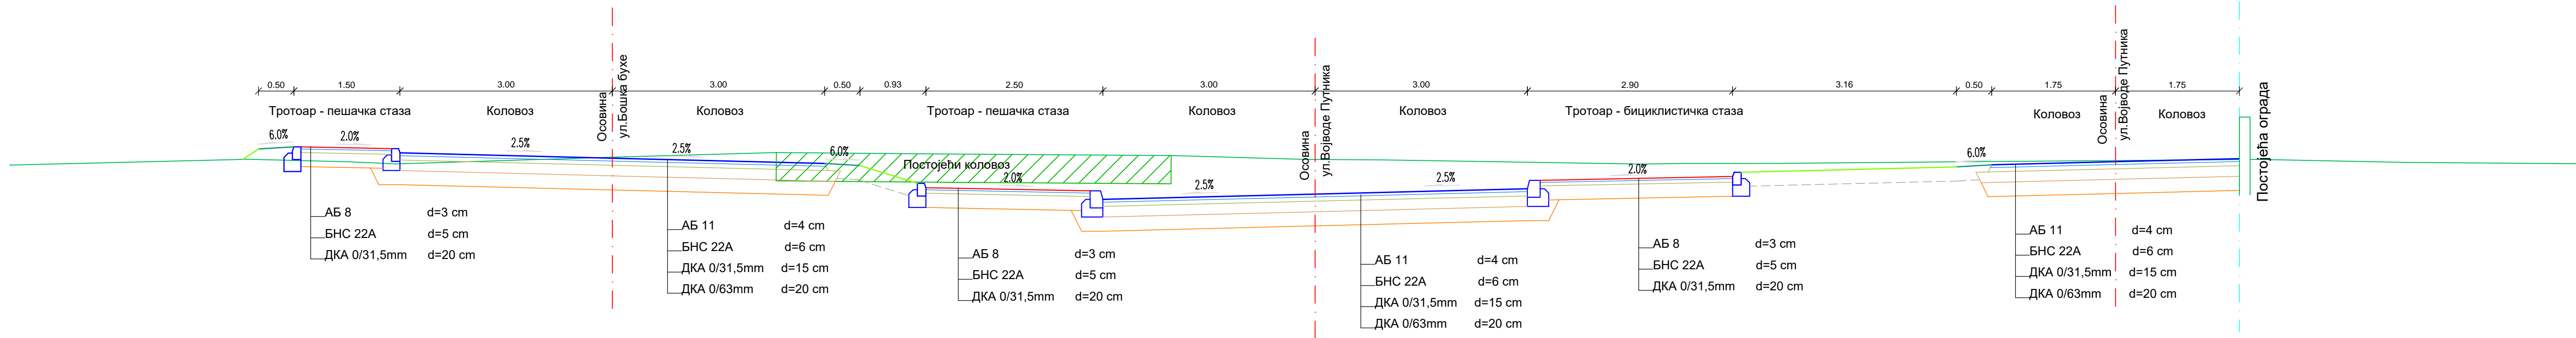 0.50 1.50 3.00 3.00 0.50 0.93 2.50 3.00 3.00 2.90 3.16 0.50 1.75 1.75
Тротоар - пешачка стаза
Коловоз
Осовина
ул.Бошка бухе
Коловоз
Тротоар - пешачка стаза
Коловоз
Осовина
ул.Војводе Путника
Коловоз
Тротоар - бициклистичка стаза
Коловоз
Осовина
ул.Војводе Путника
Коловоз
Постојећа ограда
6.0%
2.0%
2.5%
2.5%
6.0%
Постојећи коловоз
2.0%
2.5%
2.5%
2.0%
6.0%
АБ 8 d=3 cm
БНС 22А d=5 cm
ДКА 0/31,5mm d=20 cm
АБ 11 d=4 cm
БНС 22А d=6 cm
ДКА 0/31,5mm d=15 cm
ДКА 0/63mm d=20 cm
АБ 8 d=3 cm
БНС 22А d=5 cm
ДКА 0/31,5mm d=20 cm
АБ 11 d=4 cm
БНС 22А d=6 cm
ДКА 0/31,5mm d=15 cm
ДКА 0/63mm d=20 cm
АБ 8 d=3 cm
БНС 22А d=5 cm
ДКА 0/31,5mm d=20 cm
АБ 11 d=4 cm
БНС 22А d=6 cm
ДКА 0/31,5mm d=15 cm
ДКА 0/63mm d=20 cm